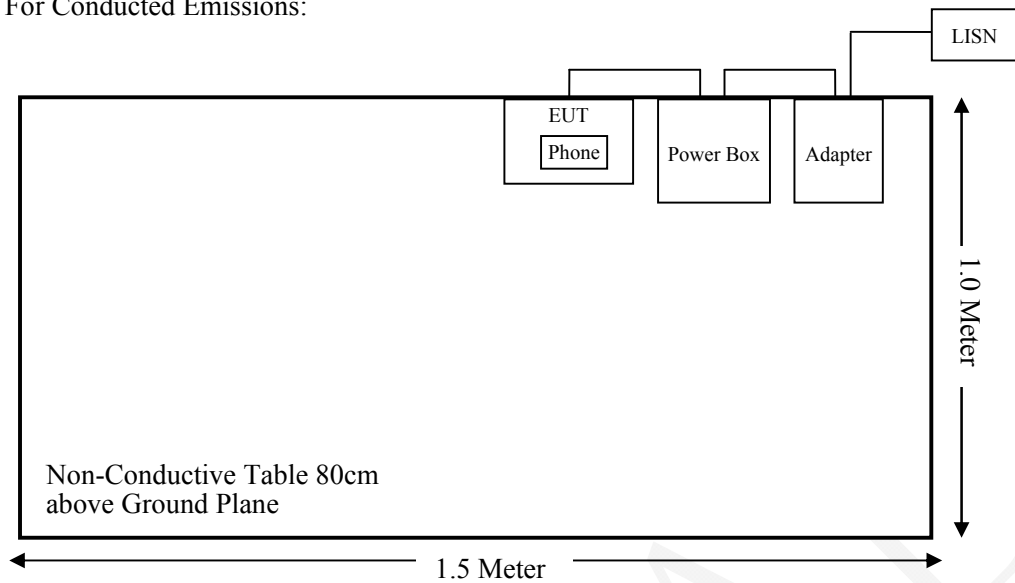 For Conducted Emissions:
LISN
EUT
Phone
Power Box
Adapter
1.0 Meter
Non-Conductive Table 80cm
above Ground Plane
1.5 Meter